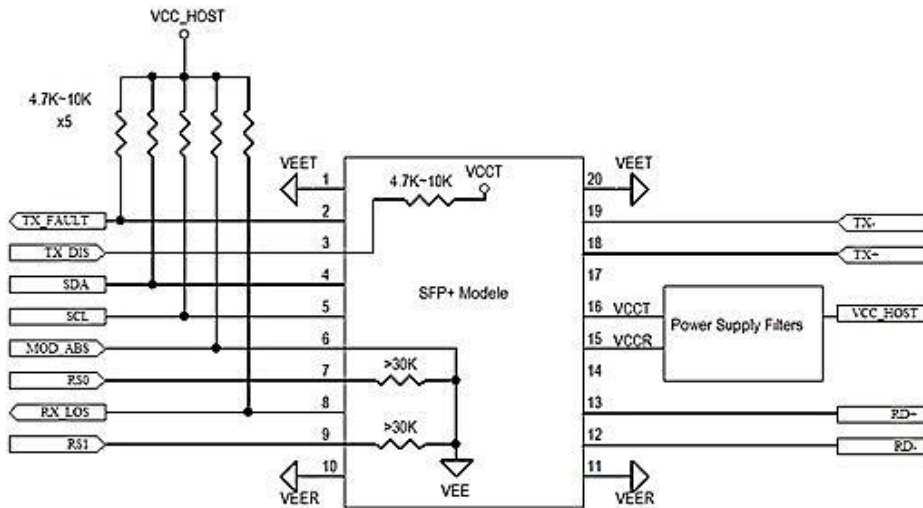 VCC_HOST
4.7K~10K
x5
VEET
1
4.7K~10K
VCCT
20
VEET
TX_FAULT
2
19
TX-
TX_DIS
3
18
TX+
SDA
4
17
SCL
5
SFP+ Modele
16
VCCT
Power Supply Filters
VCC_HOST
MOD_ABS
6
15
VCCR
RS0
7
>30K
14
RX_LOS
8
13
RD+
RS1
9
>30K
12
RD-
10
VEER
VEE
11
VEER